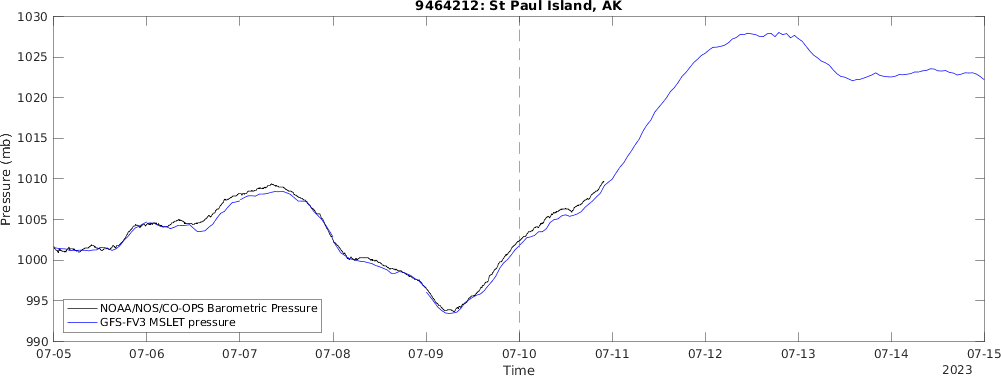 9464212: St Paul Island, AK
1030
1025
1020
1015
1010
1005
1000
995
990
Pressure (mb)
NOAA/NOS/CO-OPS Barometric Pressure
GFS-FV3 MSLET pressure
07-05 07-06 07-07 07-08 07-09 07-10 07-11 07-12 07-13 07-14 07-15
Time
2023